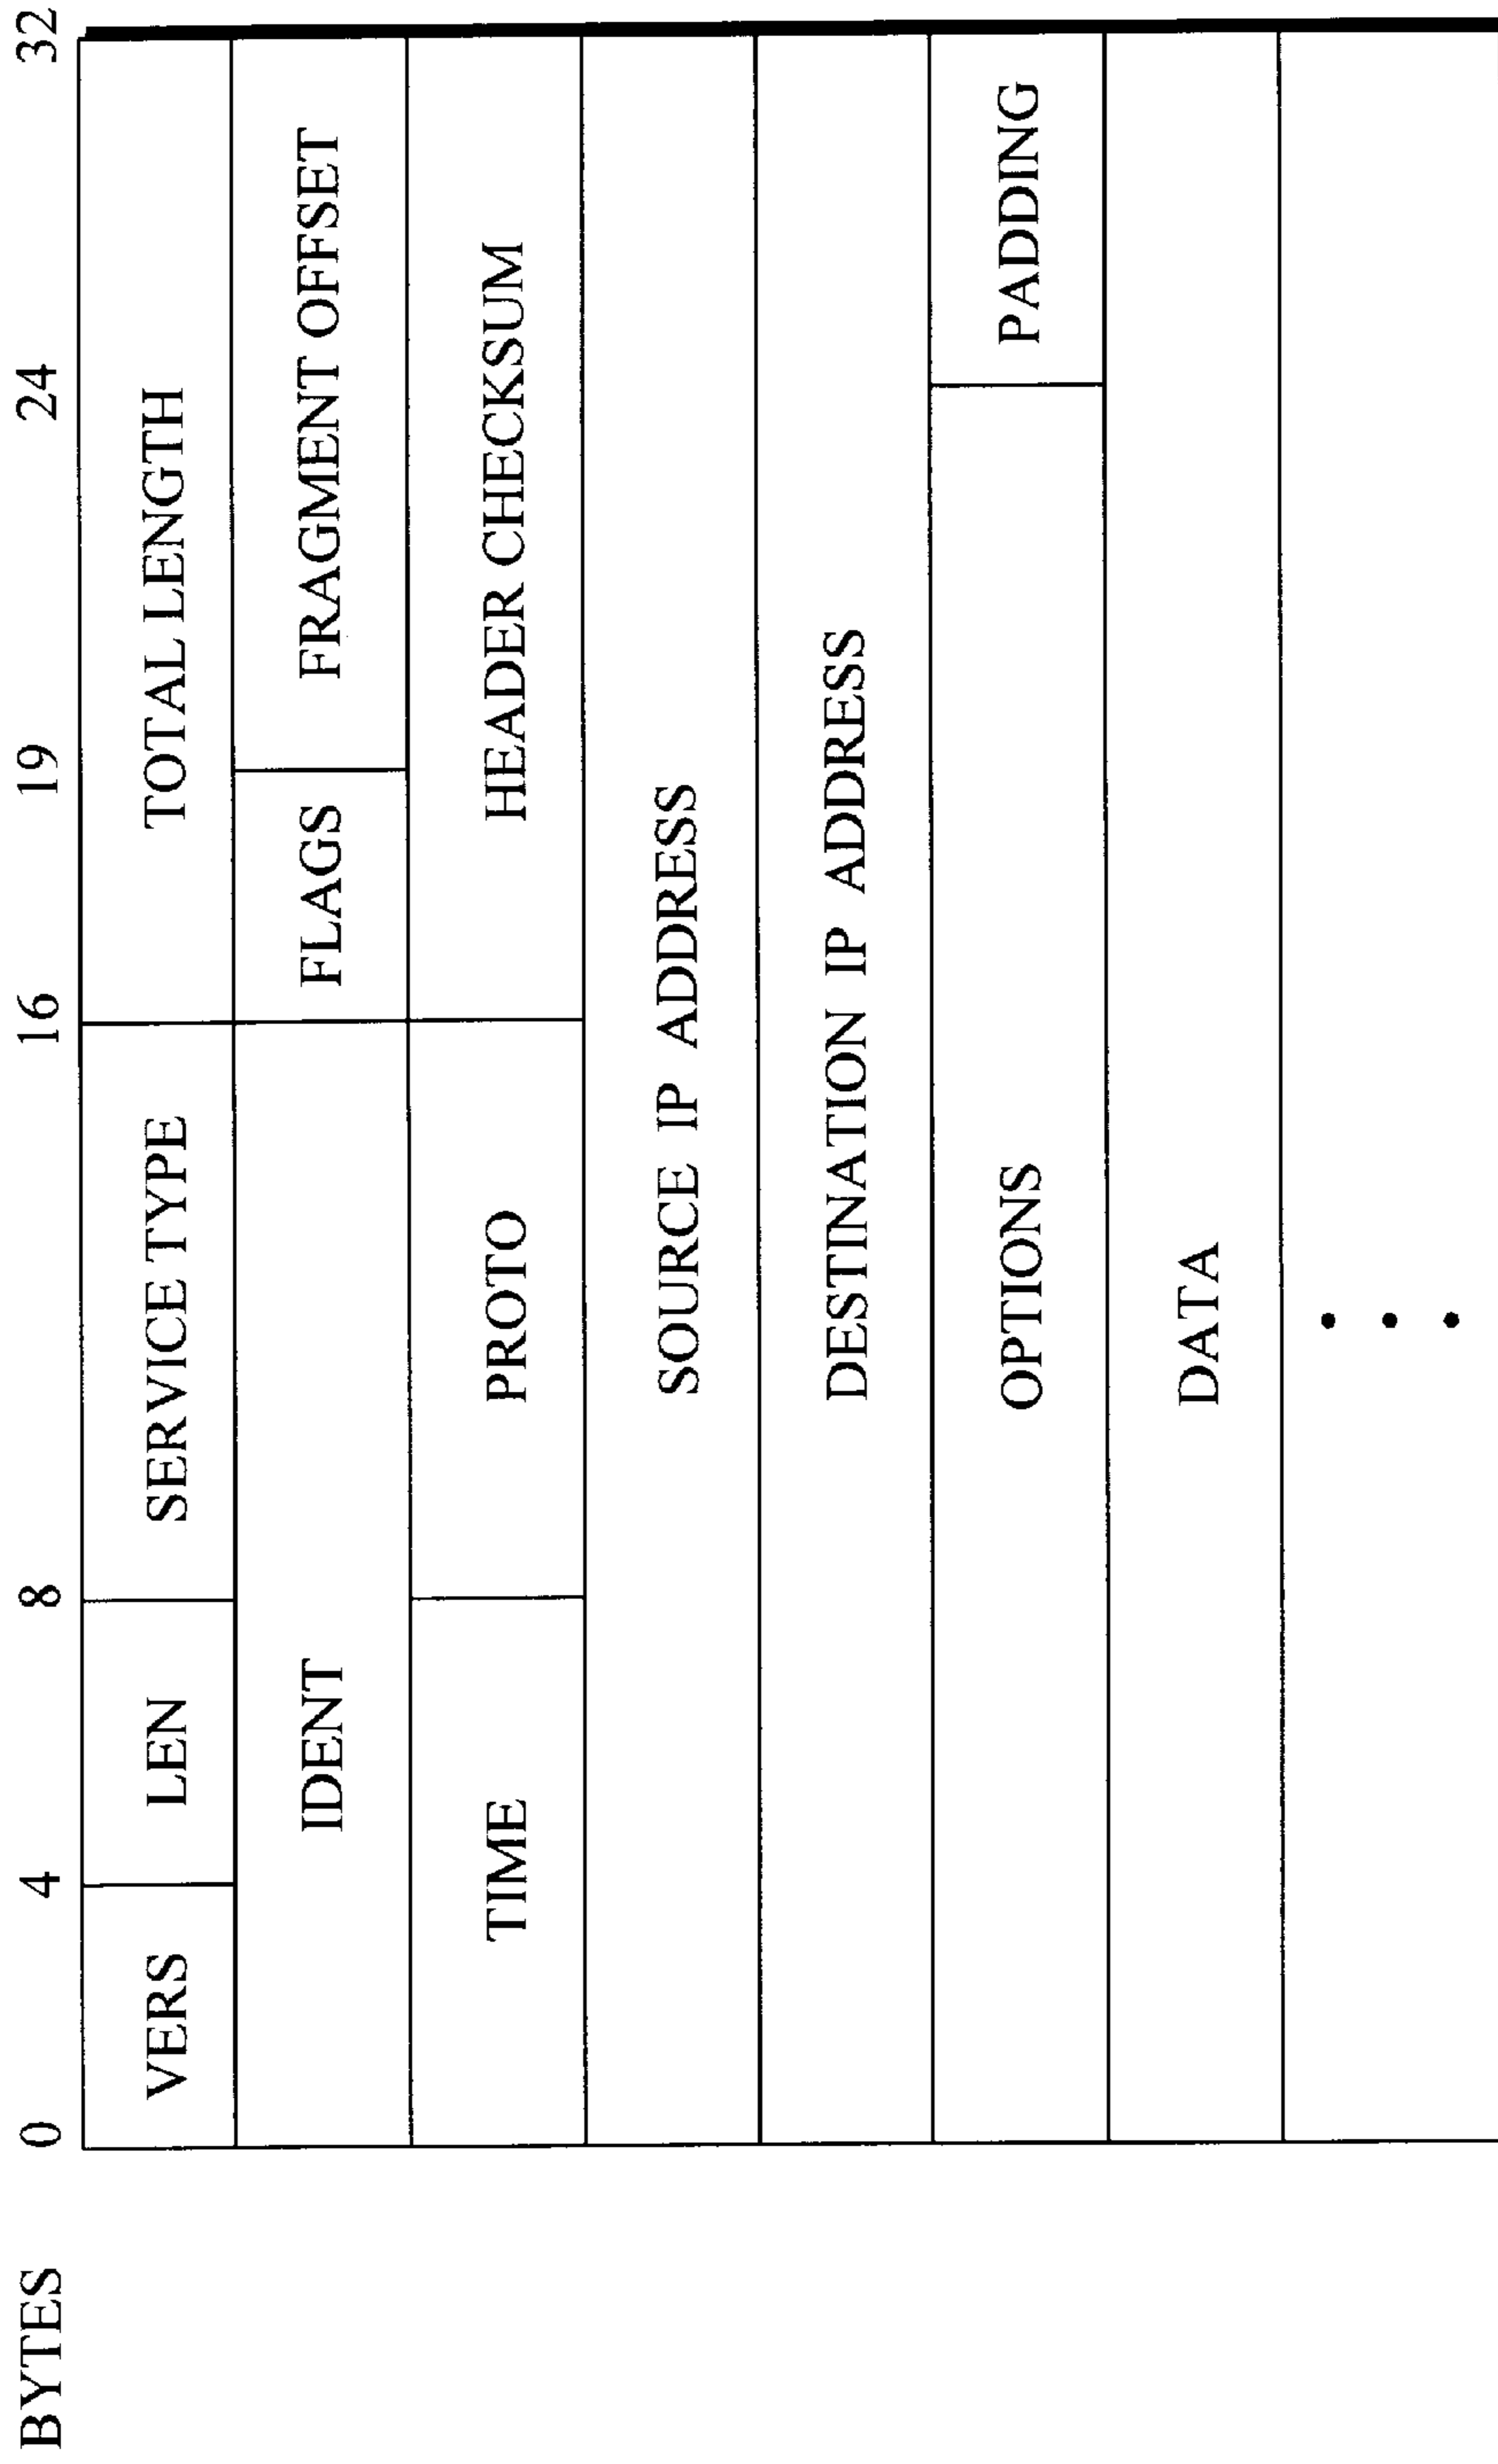 BYTES 0 4 8 16 19 24 32
VERS LEN SERVICE TYPE TOTAL LENGTH
IDENT FLAGS FRAGMENT OFFSET
TIME PROTO HEADER CHECKSUM
SOURCE IP ADDRESS
DESTINATION IP ADDRESS
OPTIONS PADDING
DATA